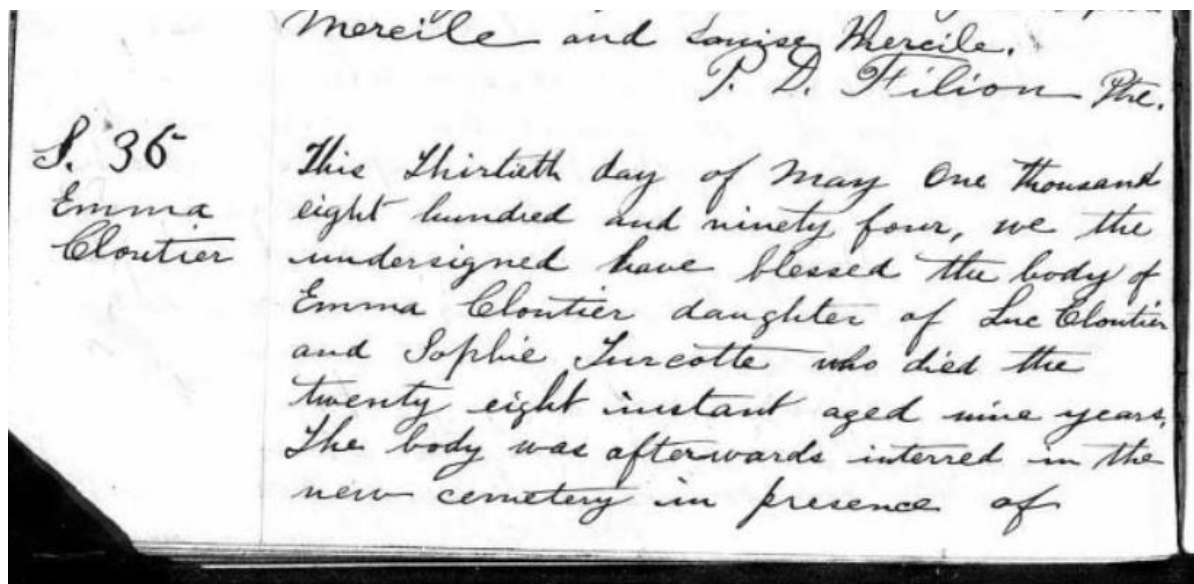 Mercile and Louise Mercile.
P. D. Filion Ptre.
S. 36
Emma
Cloutier
This Thirtieth day of May One thousand
eight hundred and ninety four, we the
undersigned have blessed the body of
Emma Cloutier daughter of Luc Cloutier
and Sophie Turcotte who died the
twenty eight instant aged nine years.
The body was afterwards interred in the
new cemetery in presence of